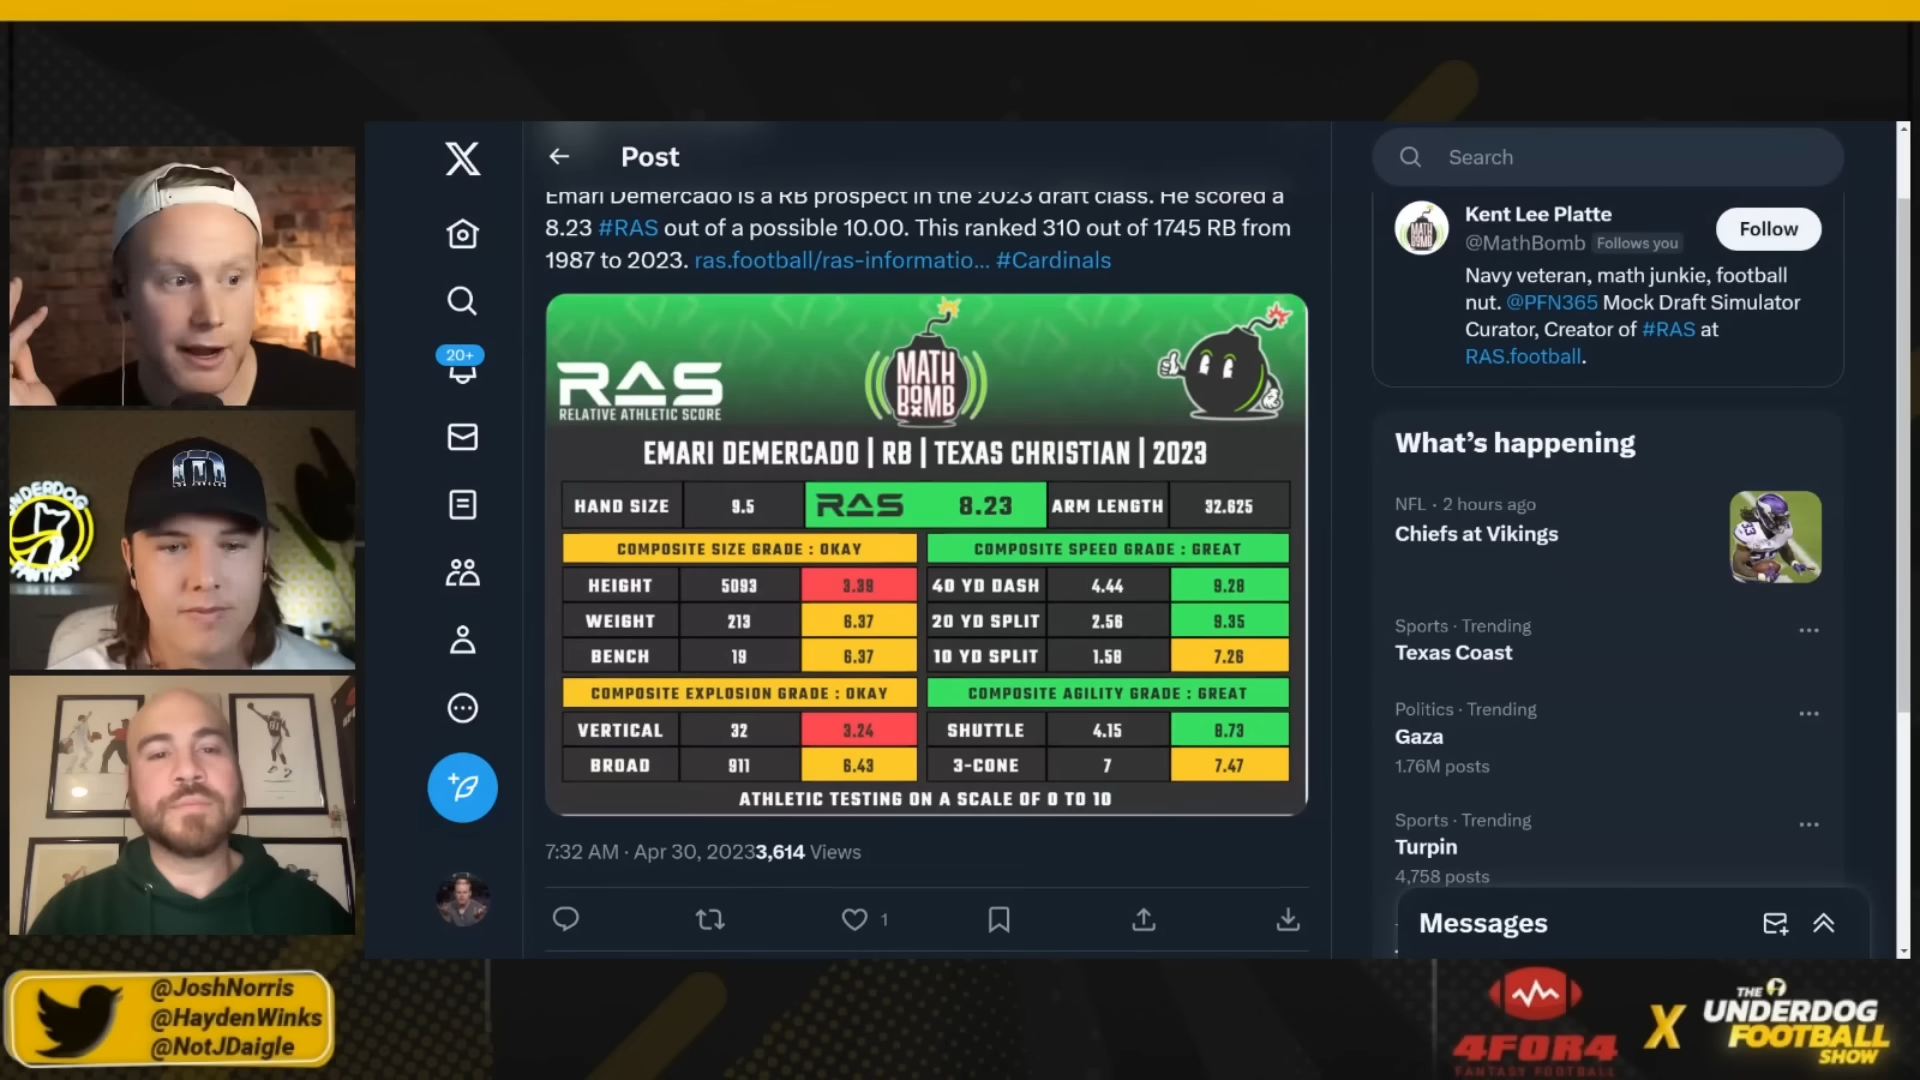 Post
Emari Demercado is a RB prospect in the 2023 draft class. He scored a
8.23 #RAS out of a possible 10.00. This ranked 310 out of 1745 RB from
1987 to 2023. ras.football/ras-informatio... #Cardinals
20+
RAS
RELATIVE ATHLETIC SCORE
MATH
BOMB
EMARI DEMERCADO | RB | TEXAS CHRISTIAN | 2023
HAND SIZE 9.5 RAS 8.23 ARM LENGTH 32.625
COMPOSITE SIZE GRADE : OKAY COMPOSITE SPEED GRADE : GREAT
HEIGHT 5093 3.39 40 YD DASH 4.44 9.28
WEIGHT 213 6.37 20 YD SPLIT 2.56 9.35
BENCH 19 6.37 10 YD SPLIT 1.58 7.26
COMPOSITE EXPLOSION GRADE : OKAY COMPOSITE AGILITY GRADE : GREAT
VERTICAL 32 3.24 SHUTTLE 4.15 8.73
BROAD 911 6.43 3-CONE 7 7.47
ATHLETIC TESTING ON A SCALE OF 0 TO 10
7:32 AM · Apr 30, 20233,614 Views
1
Search
Kent Lee Platte
@MathBomb Follows you
Follow
Navy veteran, math junkie, football
nut. @PFN365 Mock Draft Simulator
Curator, Creator of #RAS at
RAS.football.
What's happening
NFL · 2 hours ago
Chiefs at Vikings
Sports · Trending
Texas Coast
Politics · Trending
Gaza
1.76M posts
Sports · Trending
Turpin
4,758 posts
Messages
UNDERDOG
FANTASY
@JoshNorris
@HaydenWinks
@NotJDaigle
4FOR4
FANTASY FOOTBALL
X
THE
UNDERDOG
FOOTBALL
SHOW